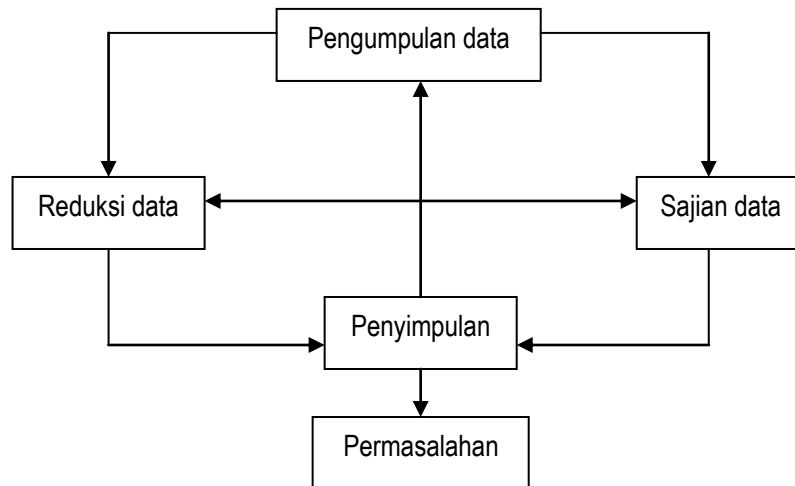 Pengumpulan data
Reduksi data
Sajian data
Penyimpulan
Permasalahan